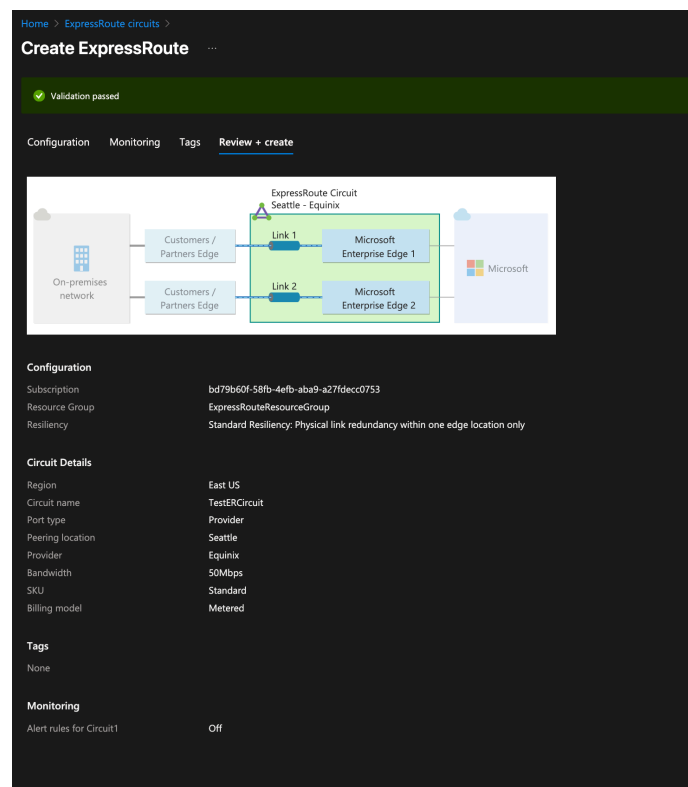 Home > ExpressRoute circuits >
Create ExpressRoute ...
Validation passed
Configuration Monitoring Tags Review + create
ExpressRoute Circuit
Seattle - Equinix
Link 1
Customers /
Partners Edge
Microsoft
Enterprise Edge 1
On-premises
network
Microsoft
Link 2
Customers /
Partners Edge
Microsoft
Enterprise Edge 2
Configuration
Subscription bd79b60f-58fb-4efb-aba9-a27fdecc0753
Resource Group ExpressRouteResourceGroup
Resiliency Standard Resiliency: Physical link redundancy within one edge location only
Circuit Details
Region East US
Circuit name TestERCircuit
Port type Provider
Peering location Seattle
Provider Equinix
Bandwidth 50Mbps
SKU Standard
Billing model Metered
Tags
None
Monitoring
Alert rules for Circuit1 Off